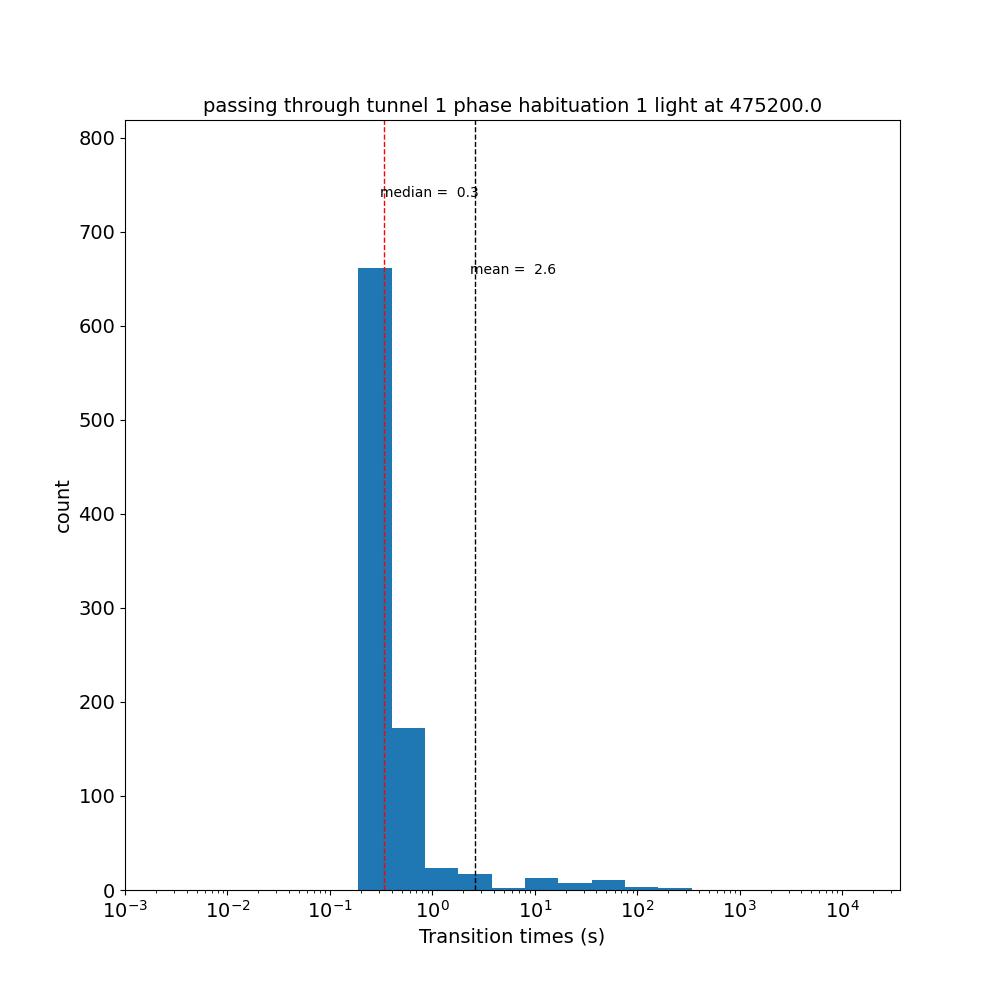 passing through tunnel 1 phase habituation 1 light at 475200.0
800
median =  0.3
700
mean =  2.6
600
500
count
400
300
200
100
0
10⁻³ 10⁻² 10⁻¹ 10⁰ 10¹ 10² 10³ 10⁴
Transition times (s)